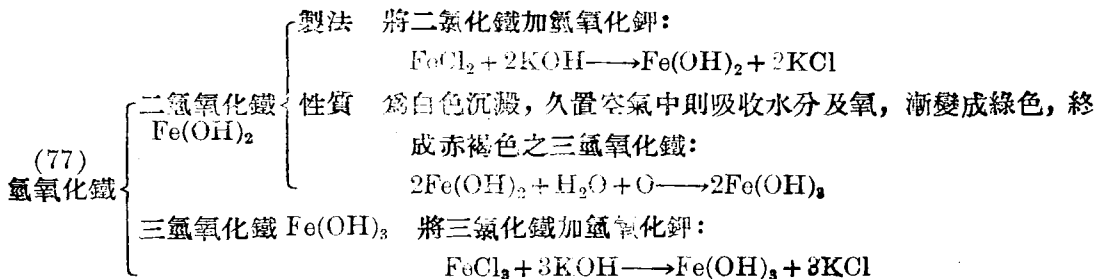 製法　將二氯化鐵加氫氧化鉀：
FeCl₂ + 2KOH⟶Fe(OH)₂ + 2KCl
二氫氧化鐵
Fe(OH)₂
性質　爲白色沉澱，久置空氣中則吸收水分及氧，漸變成綠色，終
成赤褐色之三氫氧化鐵：
2Fe(OH)₂ + H₂O + O⟶2Fe(OH)₃
(77)
氫氧化鐵
三氫氧化鐵 Fe(OH)₃　將三氯化鐵加氫氧化鉀：
FeCl₃ + 3KOH⟶Fe(OH)₃ + 3KCl